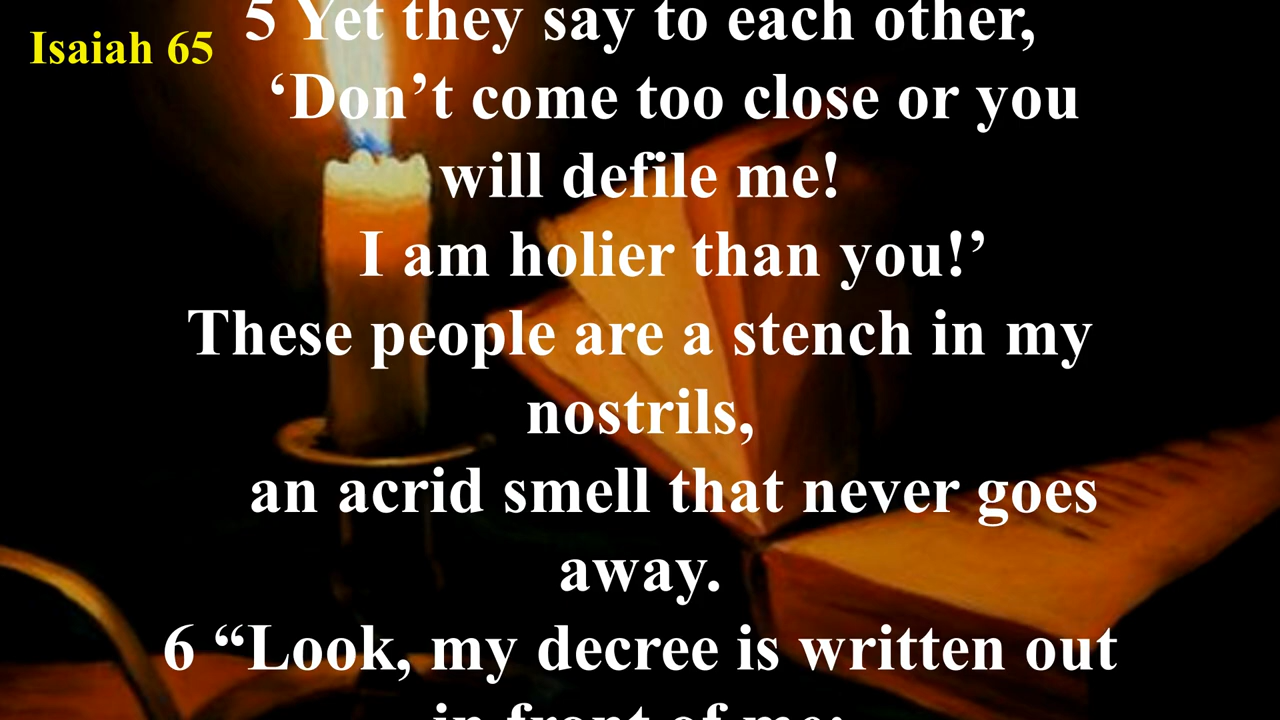 Isaiah 65
5 Yet they say to each other,
‘Don’t come too close or you
will defile me!
I am holier than you!’
These people are a stench in my
nostrils,
an acrid smell that never goes
away.
6 “Look, my decree is written out
in front of me: